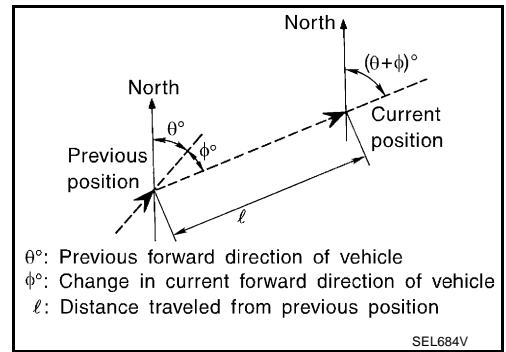 North
(θ+ϕ)°
North
θ°
ϕ°
Current
position
Previous
position
ℓ
θ°: Previous forward direction of vehicle
ϕ°: Change in current forward direction of vehicle
ℓ: Distance traveled from previous position
SEL684V